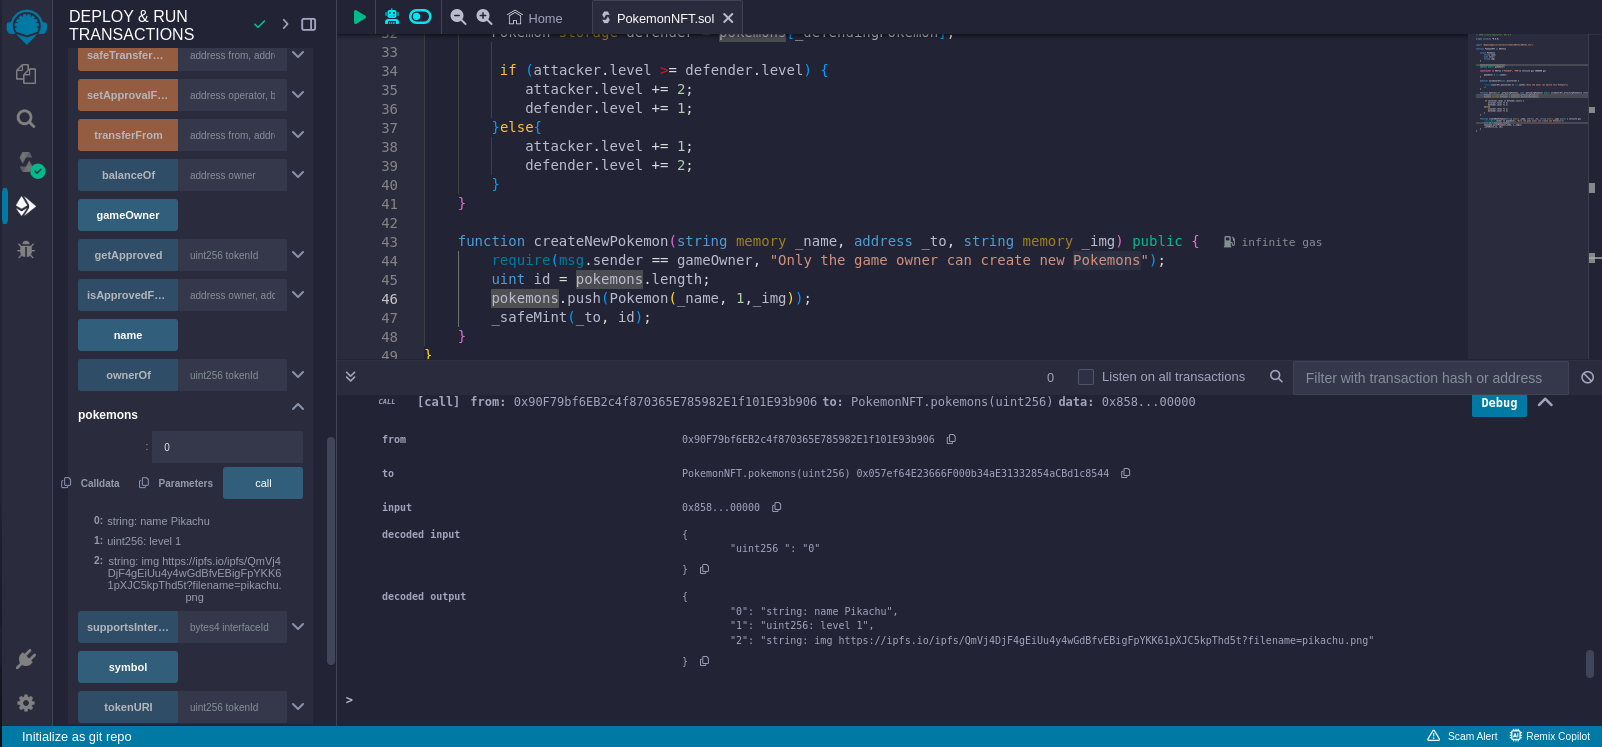 DEPLOY & RUN
TRANSACTIONS
safeTransfer...
address from, addr
setApprovalF...
address operator, b
transferFrom
address from, addr
balanceOf
address owner
gameOwner
getApproved
uint256 tokenId
isApprovedF...
address owner, add
name
ownerOf
uint256 tokenId
pokemons
:
0
Calldata
Parameters
call
0: string: name Pikachu
1: uint256: level 1
2: string: img https://ipfs.io/ipfs/QmVj4
DjF4gEiUu4y4wGdBfvEBigFpYKK6
1pXJC5kpThd5t?filename=pikachu.
png
supportsInter...
bytes4 interfaceId
symbol
tokenURI
uint256 tokenId
Home
PokemonNFT.sol
32 Pokemon storage defender = pokemons[_defendingPokemon];
33
34 if (attacker.level >= defender.level) {
35 attacker.level += 2;
36 defender.level += 1;
37 }else{
38 attacker.level += 1;
39 defender.level += 2;
40 }
41 }
42
43 function createNewPokemon(string memory _name, address _to, string memory _img) public { infinite gas
44 require(msg.sender == gameOwner, "Only the game owner can create new Pokemons");
45 uint id = pokemons.length;
46 pokemons.push(Pokemon(_name, 1,_img));
47 _safeMint(_to, id);
48 }
49 }
0
Listen on all transactions
Filter with transaction hash or address
CALL [call] from: 0x90F79bf6EB2c4f870365E785982E1f101E93b906 to: PokemonNFT.pokemons(uint256) data: 0x858...00000
Debug
from 0x90F79bf6EB2c4f870365E785982E1f101E93b906
to PokemonNFT.pokemons(uint256) 0x057ef64E23666F000b34aE31332854aCBd1c8544
input 0x858...00000
decoded input {
"uint256 ": "0"
}
decoded output {
"0": "string: name Pikachu",
"1": "uint256: level 1",
"2": "string: img https://ipfs.io/ipfs/QmVj4DjF4gEiUu4y4wGdBfvEBigFpYKK61pXJC5kpThd5t?filename=pikachu.png"
}
>
Initialize as git repo
Scam Alert
Remix Copilot